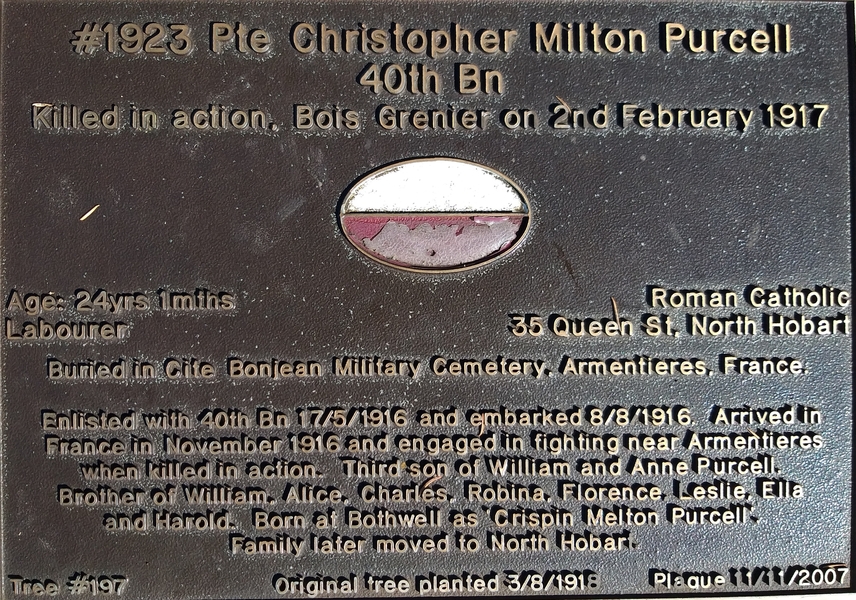 #1923 Pte Christopher Milton Purcell
40th Bn
Killed in action. Bois Grenier on 2nd February 1917
Age: 24yrs 1mths
Roman Catholic
Labourer
35 Queen St, North Hobart
Buried in Cite Bonjean Military Cemetery, Armentieres, France.
Enlisted with 40th Bn 17/5/1916 and embarked 8/8/1916. Arrived in
France in November 1916 and engaged in fighting near Armentieres
when killed in action. Third son of William and Anne Purcell.
Brother of William, Alice, Charles, Robina, Florence, Leslie, Ella
and Harold. Born at Bothwell as 'Crispin Melton Purcell'.
Family later moved to North Hobart.
Tree #197
Original tree planted 3/8/1918
Plaque 11/11/2007